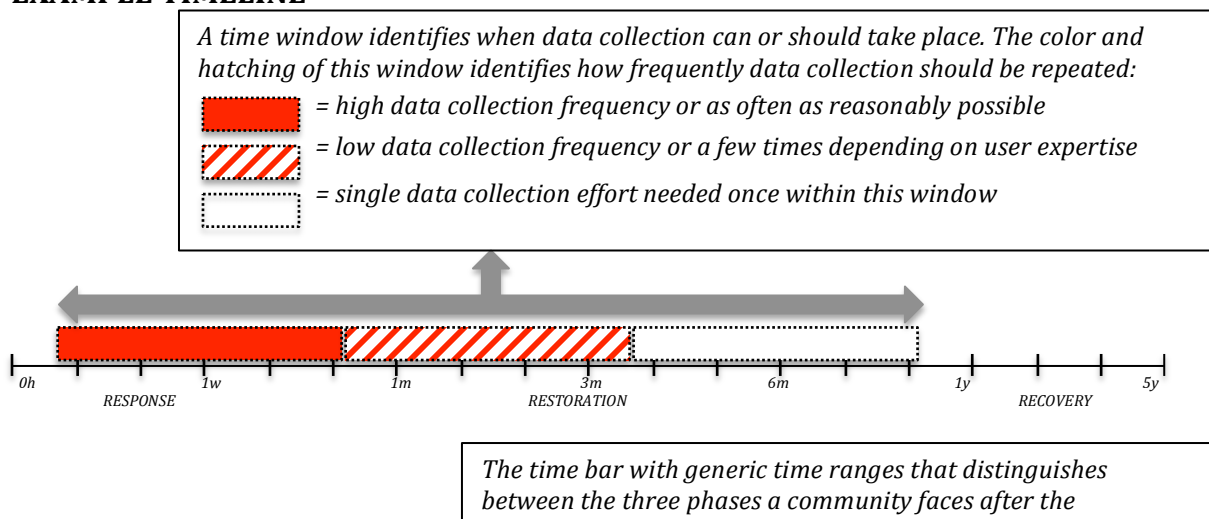 EXAMPLE TIMELINE
A time window identifies when data collection can or should take place. The color and
hatching of this window identifies how frequently data collection should be repeated:
= high data collection frequency or as often as reasonably possible
= low data collection frequency or a few times depending on user expertise
= single data collection effort needed once within this window
0h 1w 1m 3m 6m 1y 5y
RESPONSE RESTORATION RECOVERY
The time bar with generic time ranges that distinguishes
between the three phases a community faces after the